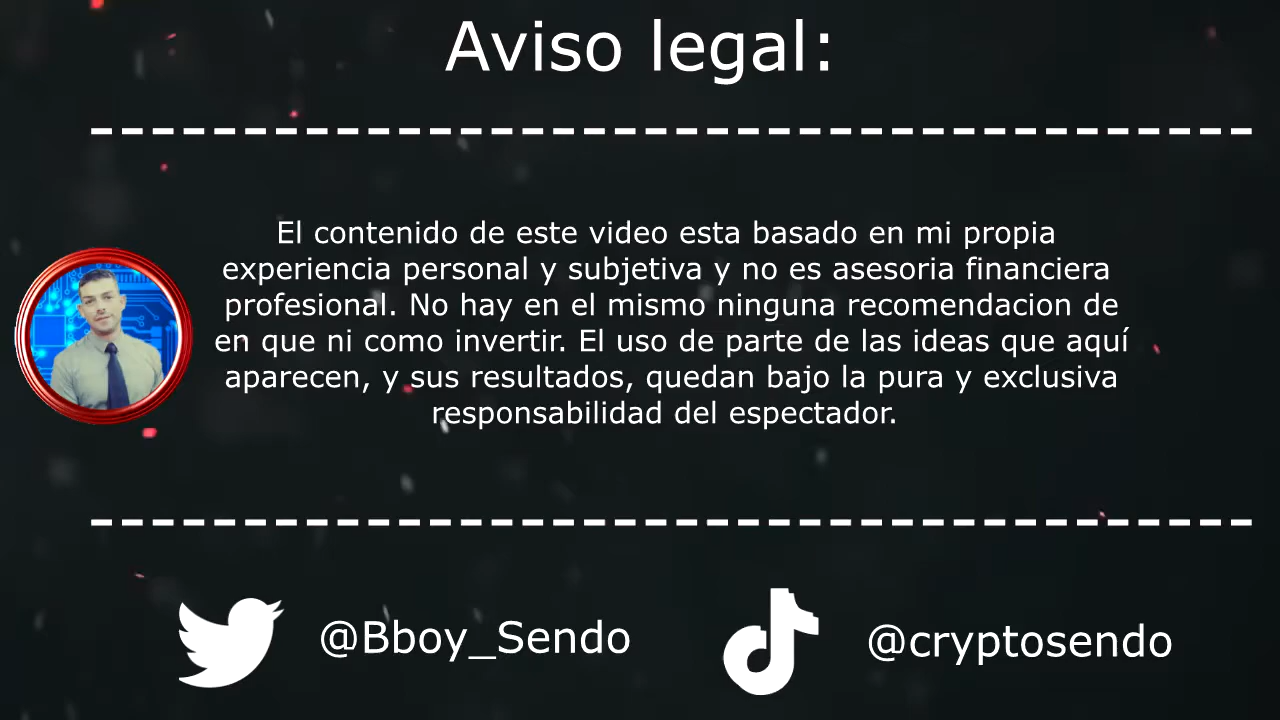 Aviso legal:
El contenido de este video esta basado en mi propia
experiencia personal y subjetiva y no es asesoria financiera
profesional. No hay en el mismo ninguna recomendacion de
en que ni como invertir. El uso de parte de las ideas que aquí
aparecen, y sus resultados, quedan bajo la pura y exclusiva
responsabilidad del espectador.
@Bboy_Sendo
@cryptosendo